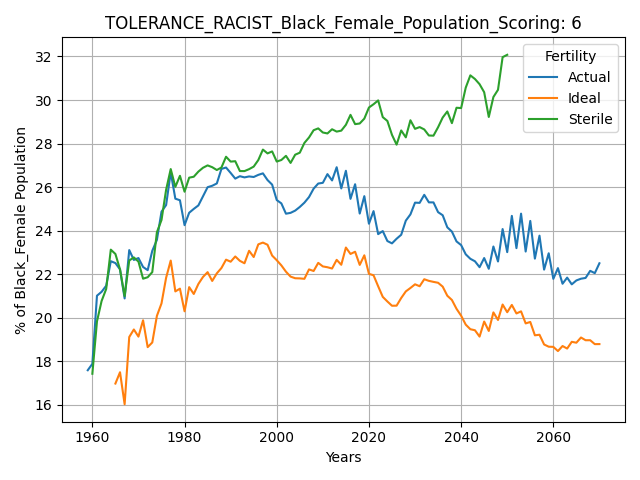 TOLERANCE_RACIST_Black_Female_Population_Scoring: 6
Fertility
Actual
Ideal
Sterile
% of Black_Female Population
32
30
28
26
24
22
20
18
16
1960 1980 2000 2020 2040 2060
Years